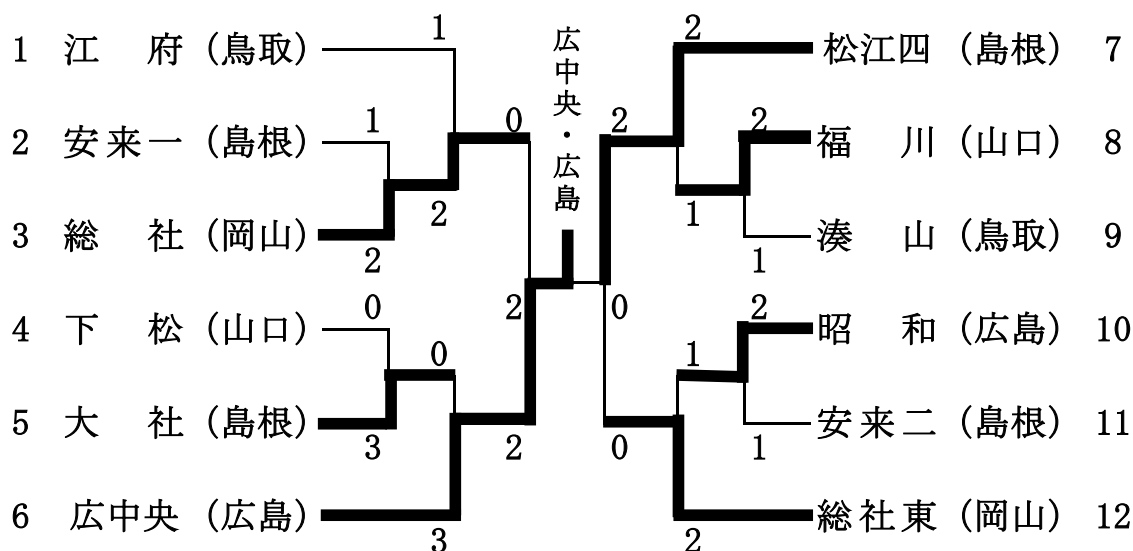 1 江府（鳥取）
2 安来一（島根）
3 総社（岡山）
4 下松（山口）
5 大社（島根）
6 広中央（広島）
1
1
2
2
0
0
0
3
3
2
2
広中央・広島
2
0
0
2
1
1
2
2
1
2
1
松江四（島根） 7
福川（山口） 8
湊山（鳥取） 9
昭和（広島） 10
安来二（島根） 11
総社東（岡山） 12